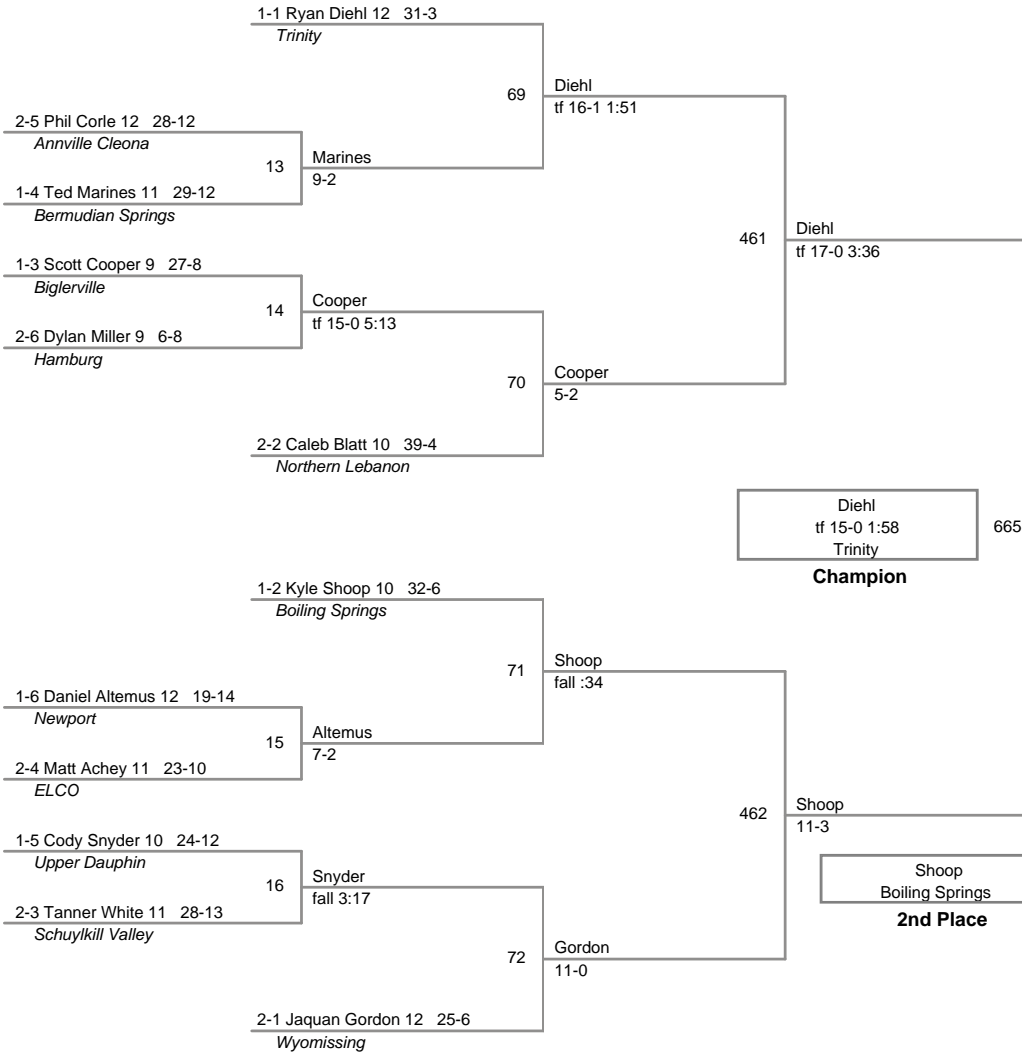 1-1 Ryan Diehl 12 31-3
Trinity
69
Diehl
tf 16-1 1:51
2-5 Phil Corle 12 28-12
Annville Cleona
13
Marines
9-2
1-4 Ted Marines 11 29-12
Bermudian Springs
461
Diehl
tf 17-0 3:36
1-3 Scott Cooper 9 27-8
Biglerville
14
Cooper
tf 15-0 5:13
2-6 Dylan Miller 9 6-8
Hamburg
70
Cooper
5-2
2-2 Caleb Blatt 10 39-4
Northern Lebanon
Diehl
tf 15-0 1:58
Trinity
665
Champion
1-2 Kyle Shoop 10 32-6
Boiling Springs
71
Shoop
fall :34
1-6 Daniel Altemus 12 19-14
Newport
15
Altemus
7-2
2-4 Matt Achey 11 23-10
ELCO
462
Shoop
11-3
1-5 Cody Snyder 10 24-12
Upper Dauphin
16
Snyder
fall 3:17
2-3 Tanner White 11 28-13
Schuylkill Valley
Shoop
Boiling Springs
2nd Place
72
Gordon
11-0
2-1 Jaquan Gordon 12 25-6
Wyomissing